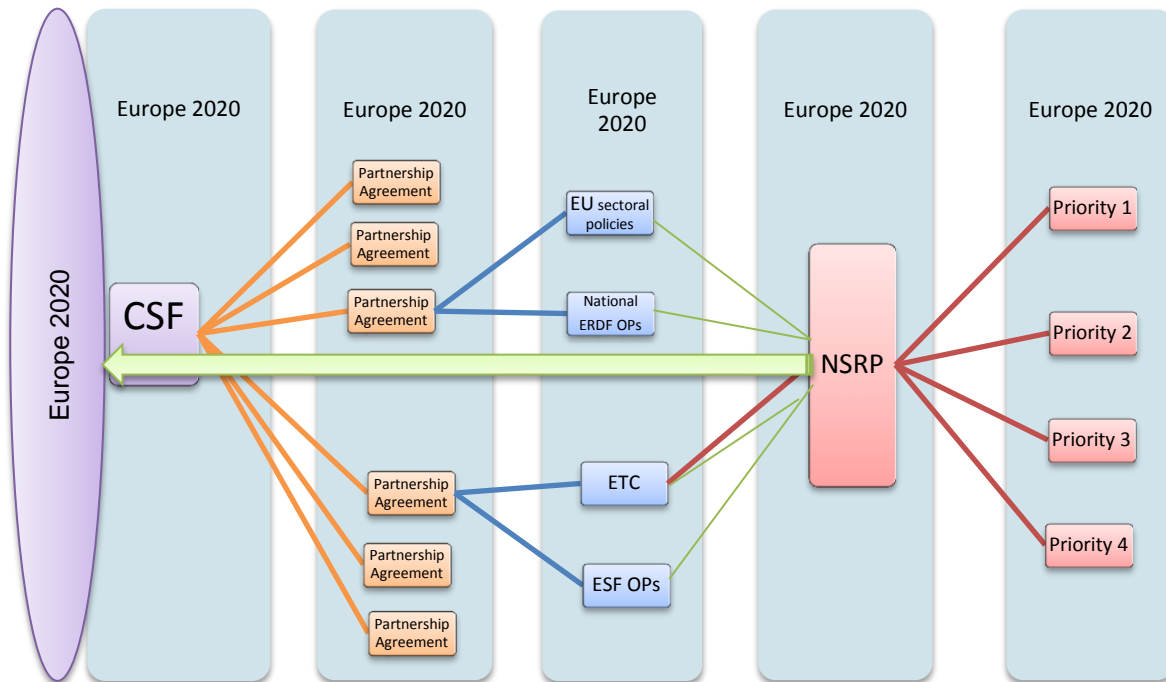 Europe 2020
Europe 2020
Europe 2020
Europe
2020
Europe 2020
Europe 2020
CSF
Partnership
Agreement
Partnership
Agreement
Partnership
Agreement
Partnership
Agreement
Partnership
Agreement
Partnership
Agreement
EU sectoral
policies
National
ERDF OPs
ETC
ESF OPs
NSRP
Priority 1
Priority 2
Priority 3
Priority 4